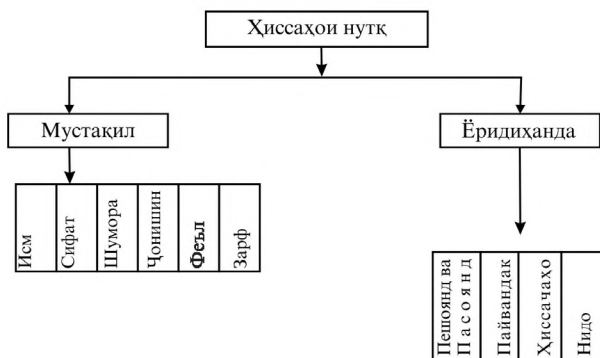 Ҳиссаҳои нутқ
Мустақил
Ёридиҳанда
Исм
Сифат
Шумора
Ҷонишин
Феъл
Зарф
Пешоянд ва
Пасоянд
Пайвандак
Ҳиссачаҳо
Нидо